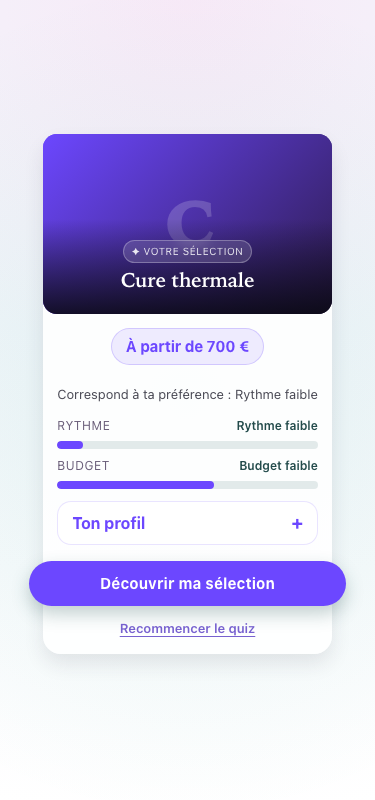 C
✦ VOTRE SÉLECTION
Cure thermale
À partir de 700 €
Correspond à ta préférence : Rythme faible
RYTHME Rythme faible
BUDGET Budget faible
Ton profil +
Découvrir ma sélection
Recommencer le quiz